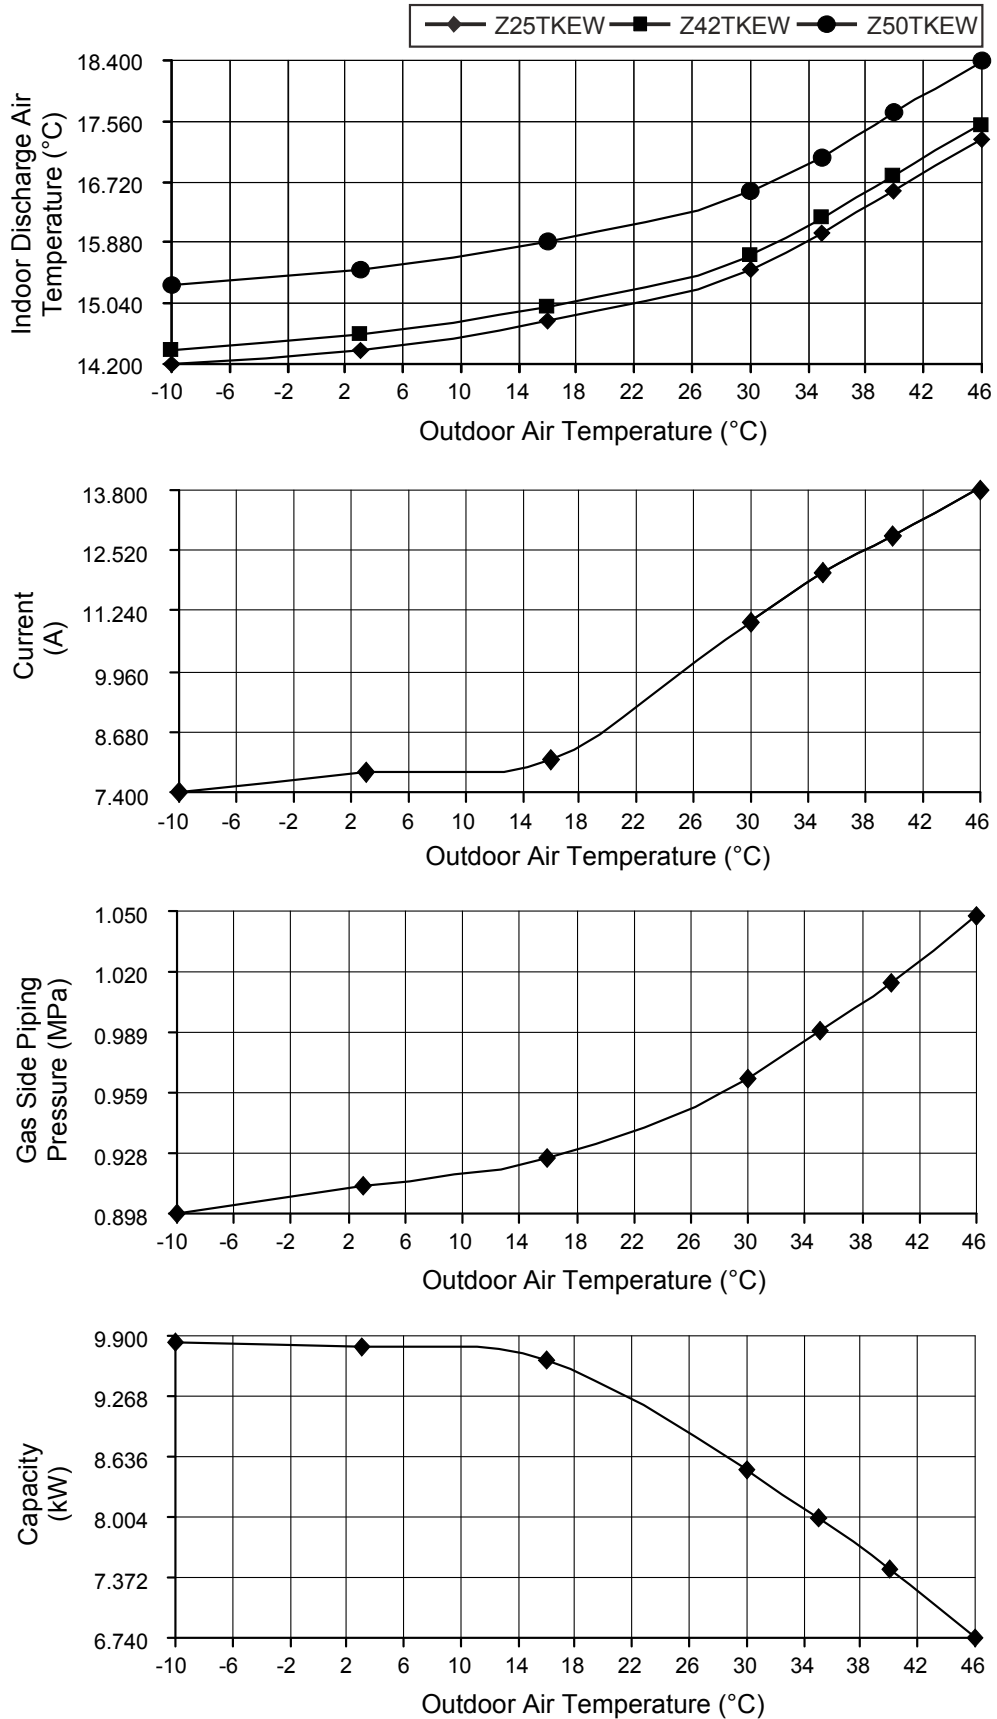 Z25TKEW Z42TKEW Z50TKEW
Indoor Discharge Air
Temperature (°C)
18.400
17.560
16.720
15.880
15.040
14.200
-10 -6 -2 2 6 10 14 18 22 26 30 34 38 42 46
Outdoor Air Temperature (°C)
Current
(A)
13.800
12.520
11.240
9.960
8.680
7.400
-10 -6 -2 2 6 10 14 18 22 26 30 34 38 42 46
Outdoor Air Temperature (°C)
Gas Side Piping
Pressure (MPa)
1.050
1.020
0.989
0.959
0.928
0.898
-10 -6 -2 2 6 10 14 18 22 26 30 34 38 42 46
Outdoor Air Temperature (°C)
Capacity
(kW)
9.900
9.268
8.636
8.004
7.372
6.740
-10 -6 -2 2 6 10 14 18 22 26 30 34 38 42 46
Outdoor Air Temperature (°C)